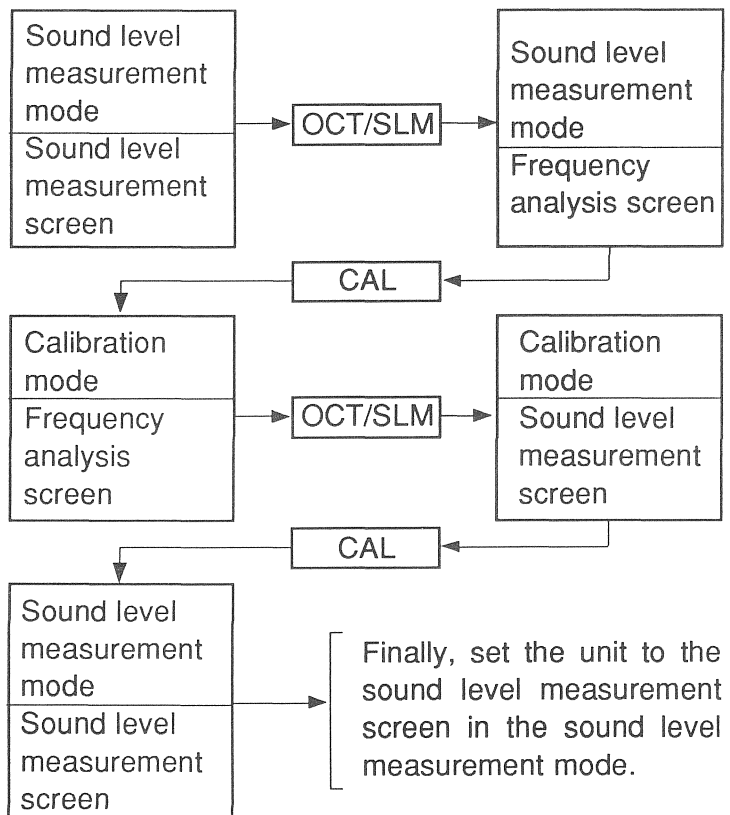 Sound level
measurement
mode
Sound level
measurement
screen
OCT/SLM
Sound level
measurement
mode
Frequency
analysis screen
CAL
Calibration
mode
Frequency
analysis
screen
OCT/SLM
Calibration
mode
Sound level
measurement
screen
CAL
Sound level
measurement
mode
Sound level
measurement
screen
Finally, set the unit to the
sound level measurement
screen in the sound level
measurement mode.